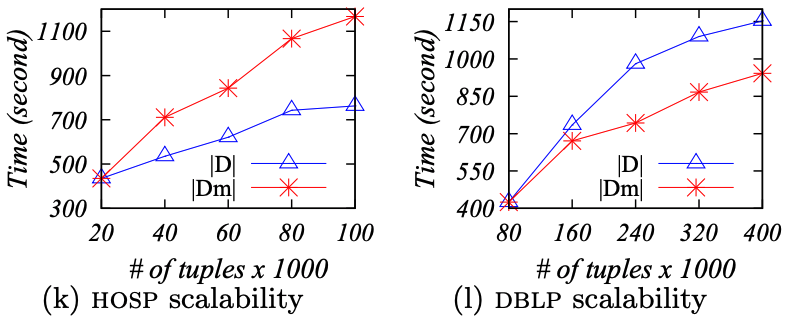 Time (second)
1100
900
700
500
300
|D|
|Dm|
20 40 60 80 100
# of tuples x 1000
(k) HOSP scalability
Time (second)
1150
1000
850
700
550
400
|D|
|Dm|
80 160 240 320 400
# of tuples x 1000
(l) DBLP scalability